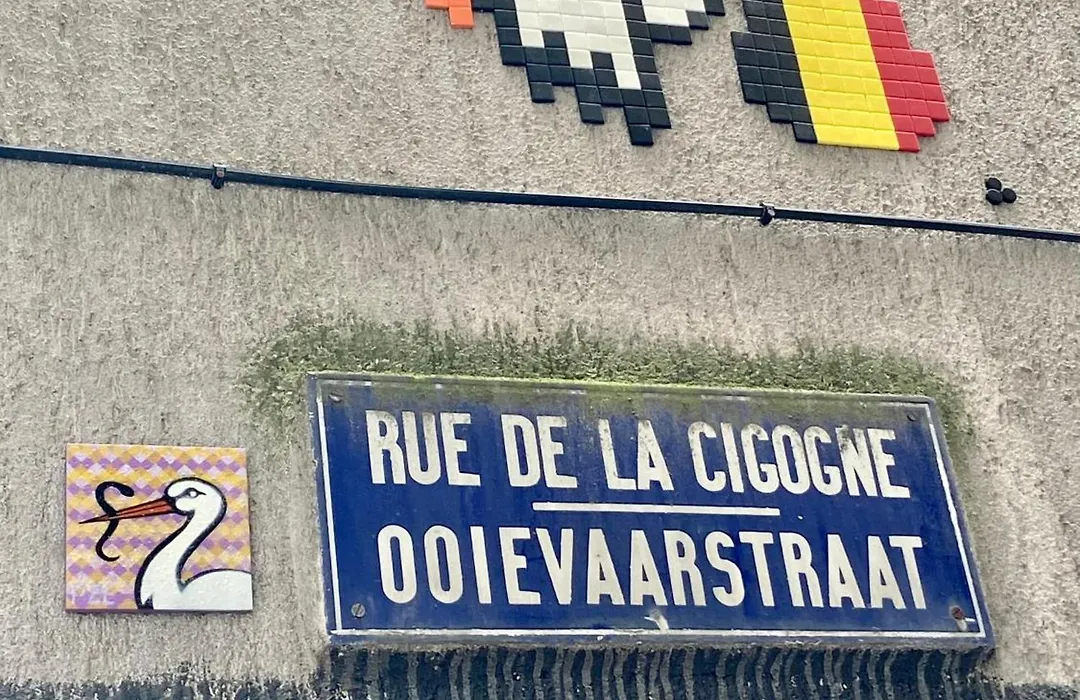 RUE DE LA CIGOGNE
OOIEVAARSTRAAT